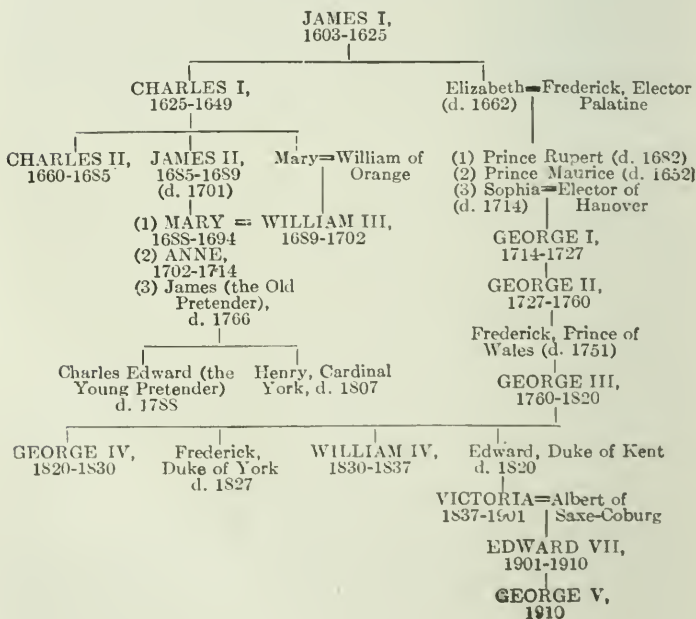 JAMES I,
1603-1625
CHARLES I,
1625-1649
Elizabeth=Frederick, Elector
(d. 1662) Palatine
CHARLES II,
1660-1685
JAMES II,
1685-1689
(d. 1701)
Mary=William of
Orange
(1) Prince Rupert (d. 1682)
(2) Prince Maurice (d. 1652)
(3) Sophia=Elector of
(d. 1714) Hanover
(1) MARY = WILLIAM III,
1688-1694 1689-1702
(2) ANNE,
1702-1714
(3) James (the Old
Pretender),
d. 1766
GEORGE I,
1714-1727
GEORGE II,
1727-1760
Frederick, Prince of
Wales (d. 1751)
Charles Edward (the
Young Pretender)
d. 1788
Henry, Cardinal
York, d. 1807
GEORGE III,
1760-1820
GEORGE IV,
1820-1830
Frederick,
Duke of York
d. 1827
WILLIAM IV,
1830-1837
Edward, Duke of Kent
d. 1820
VICTORIA=Albert of
1837-1901 Saxe-Coburg
EDWARD VII,
1901-1910
GEORGE V,
1910